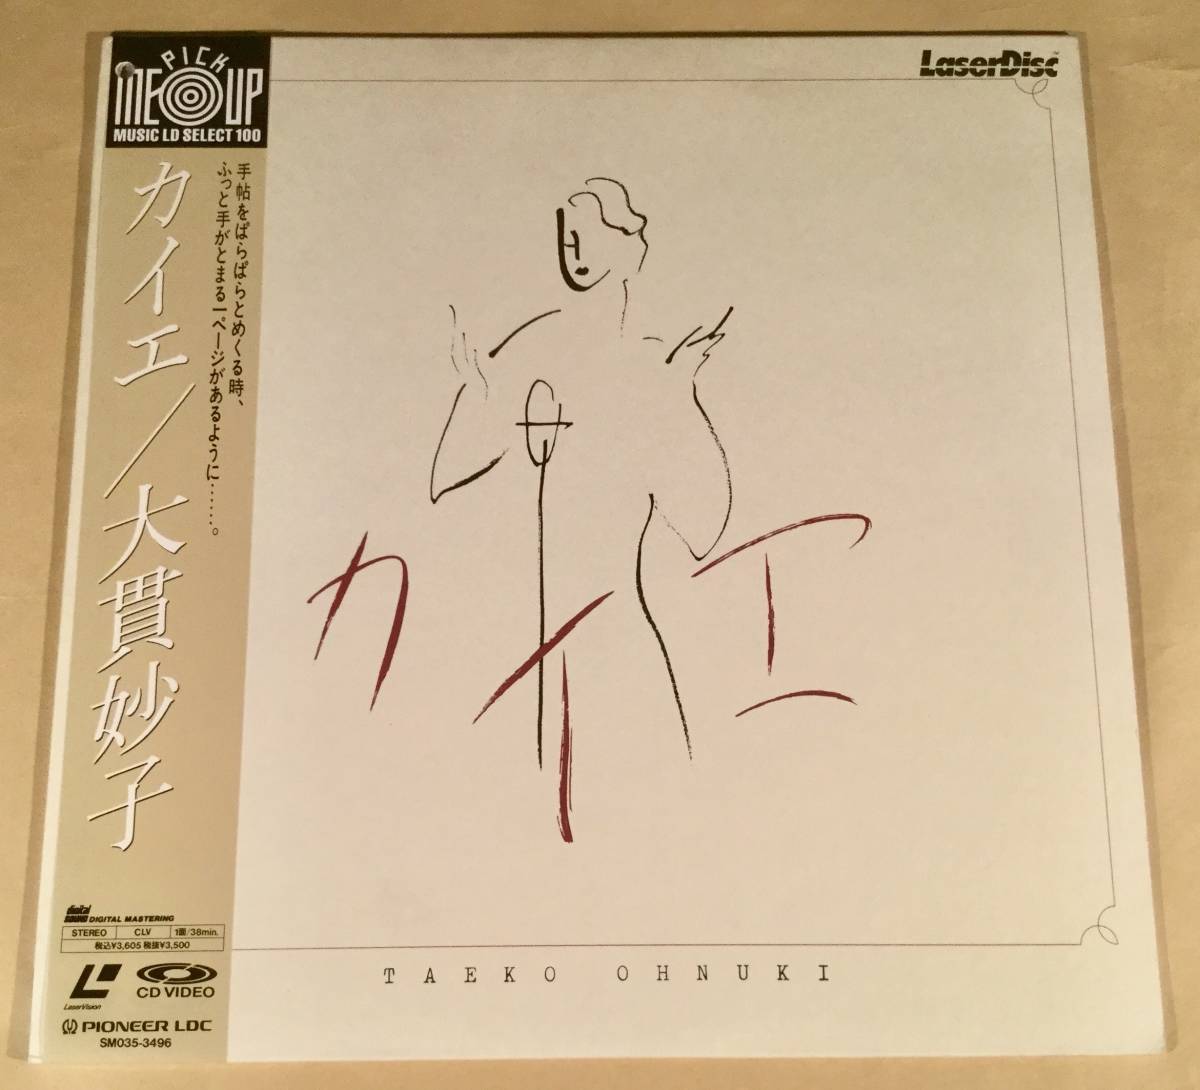 PICK
ME UP
MUSIC LD SELECT 100
手帖をぱらぱらとめくる時、
ふっと手がとまる一ページがあるように……。
カイエ/大貫妙子
digital sound DIGITAL MASTERING
STEREO CLV 1面/38min.
税込¥3,605 税抜¥3,500
LaserVision
CD VIDEO
PIONEER LDC
SM035-3496
LaserDisc
カイエ
TAEKO OHNUKI